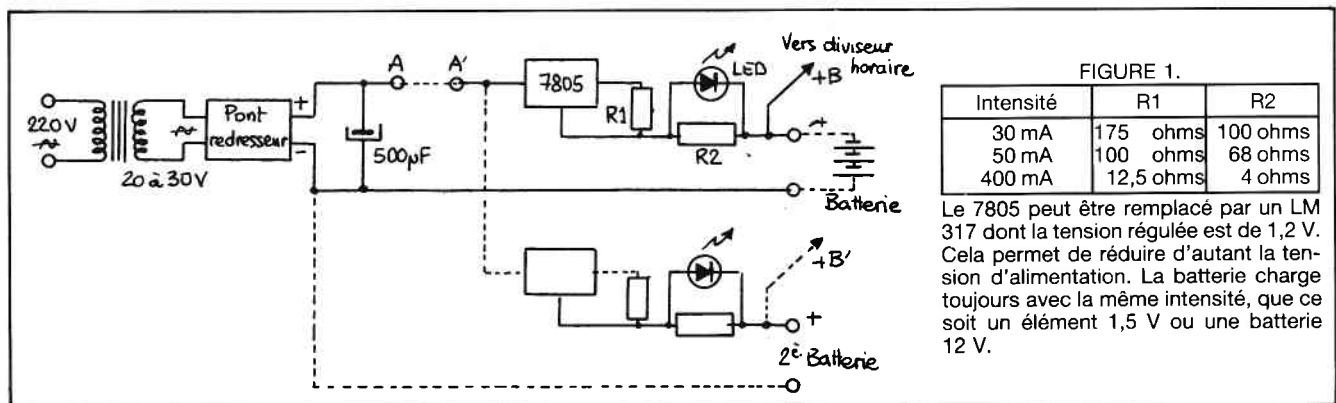 220V
~
20 à 30V
~
Pont
redresseur
+
-
500µF
A
A'
7805
R1
LED
R2
Vers diviseur
horaire
+B
+
Batterie
+B'
+
2è Batterie
FIGURE 1.
Intensité R1 R2
30 mA 175 ohms 100 ohms
50 mA 100 ohms 68 ohms
400 mA 12,5 ohms 4 ohms
Le 7805 peut être remplacé par un LM
317 dont la tension régulée est de 1,2 V.
Cela permet de réduire d'autant la ten-
sion d'alimentation. La batterie charge
toujours avec la même intensité, que ce
soit un élément 1,5 V ou une batterie
12 V.